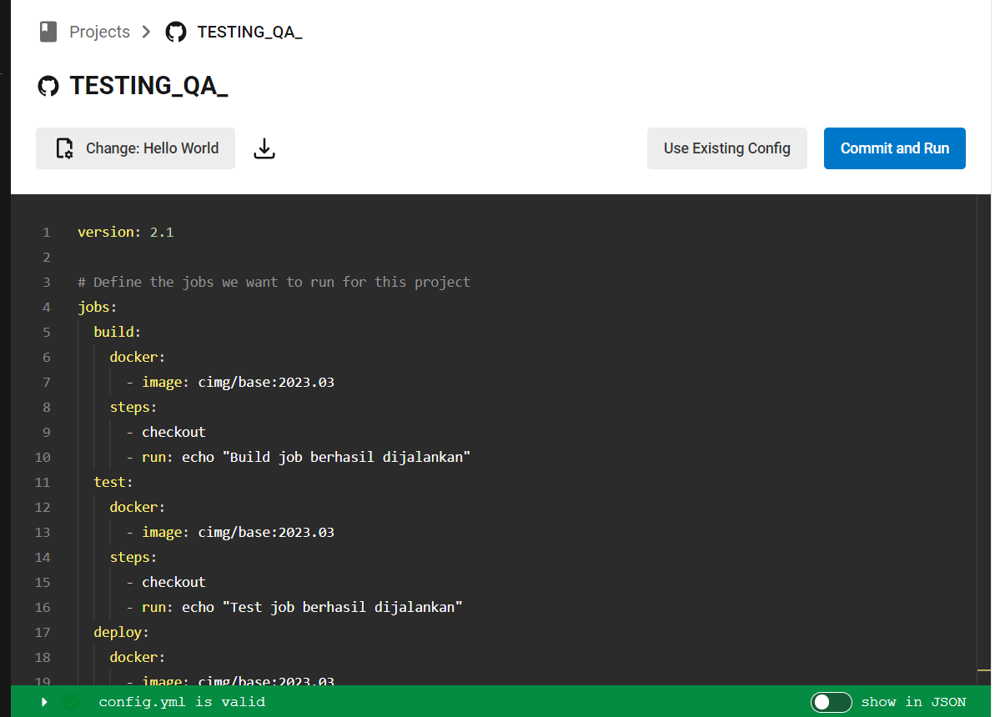 Projects > TESTING_QA_
TESTING_QA_
Change: Hello World
Use Existing Config
Commit and Run
1 version: 2.1
2
3 # Define the jobs we want to run for this project
4 jobs:
5 build:
6 docker:
7 - image: cimg/base:2023.03
8 steps:
9 - checkout
10 - run: echo "Build job berhasil dijalankan"
11 test:
12 docker:
13 - image: cimg/base:2023.03
14 steps:
15 - checkout
16 - run: echo "Test job berhasil dijalankan"
17 deploy:
18 docker:
19 - image: cimg/base:2023.03
config.yml is valid
show in JSON